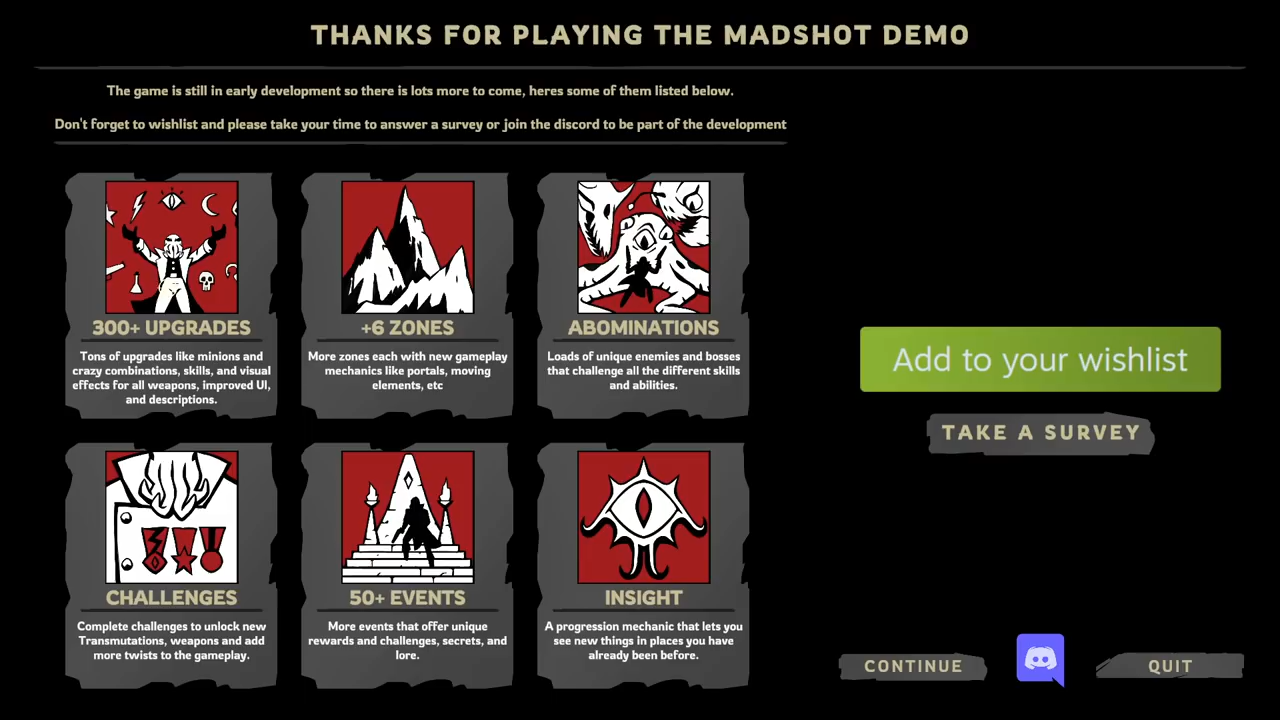 THANKS FOR PLAYING THE MADSHOT DEMO
The game is still in early development so there is lots more to come, heres some of them listed below.
Don't forget to wishlist and please take your time to answer a survey or join the discord to be part of the development
300+ UPGRADES
Tons of upgrades like minions and
crazy combinations, skills, and visual
effects for all weapons, improved UI,
and descriptions.
+6 ZONES
More zones each with new gameplay
mechanics like portals, moving
elements, etc
ABOMINATIONS
Loads of unique enemies and bosses
that challenge all the different skills
and abilities.
CHALLENGES
Complete challenges to unlock new
Transmutations, weapons and add
more twists to the gameplay.
50+ EVENTS
More events that offer unique
rewards and challenges, secrets, and
lore.
INSIGHT
A progression mechanic that lets you
see new things in places you have
already been before.
Add to your wishlist
TAKE A SURVEY
CONTINUE
QUIT